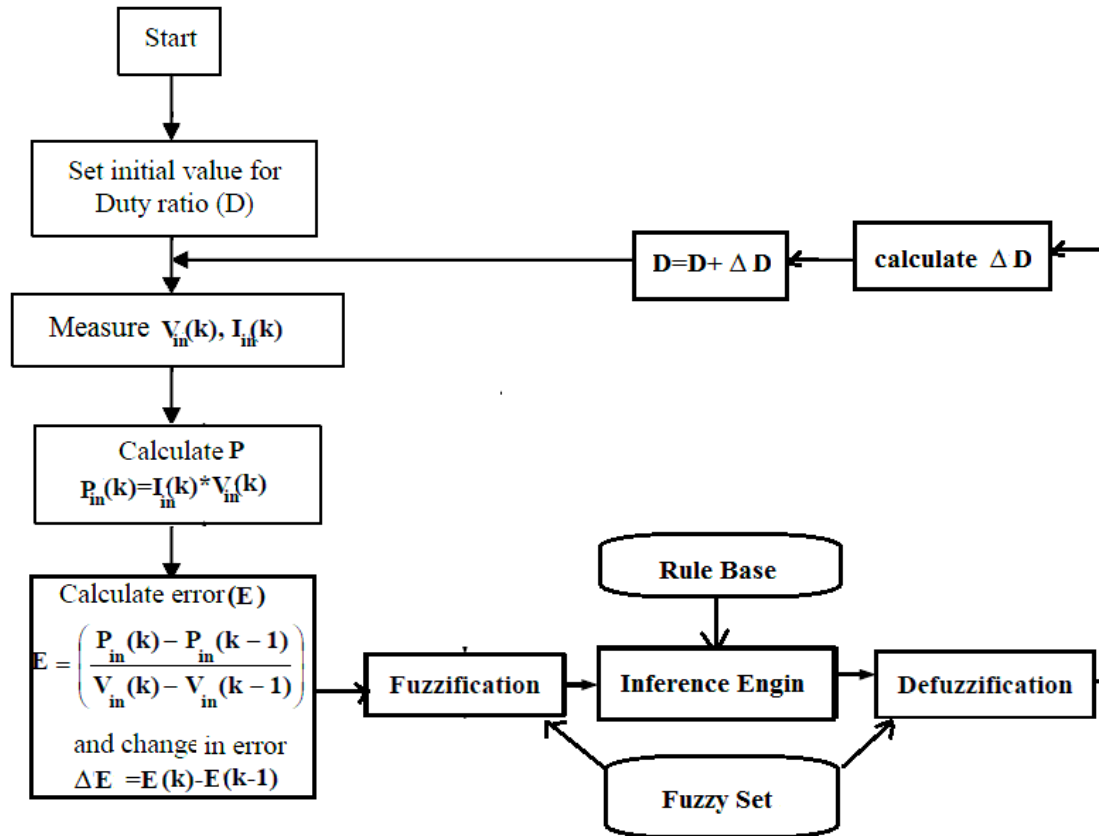 Start
Set initial value for
Duty ratio (D)
D=D+ Δ D
calculate Δ D
Measure V_in(k), I_in(k)
Calculate P
P_in(k)=I_in(k)*V_in(k)
Calculate error(E)
E = ( (P_in(k) − P_in(k − 1)) / (V_in(k) − V_in(k − 1)) )
and change in error
ΔE =E(k)-E(k-1)
Fuzzification
Rule Base
Inference Engin
Defuzzification
Fuzzy Set